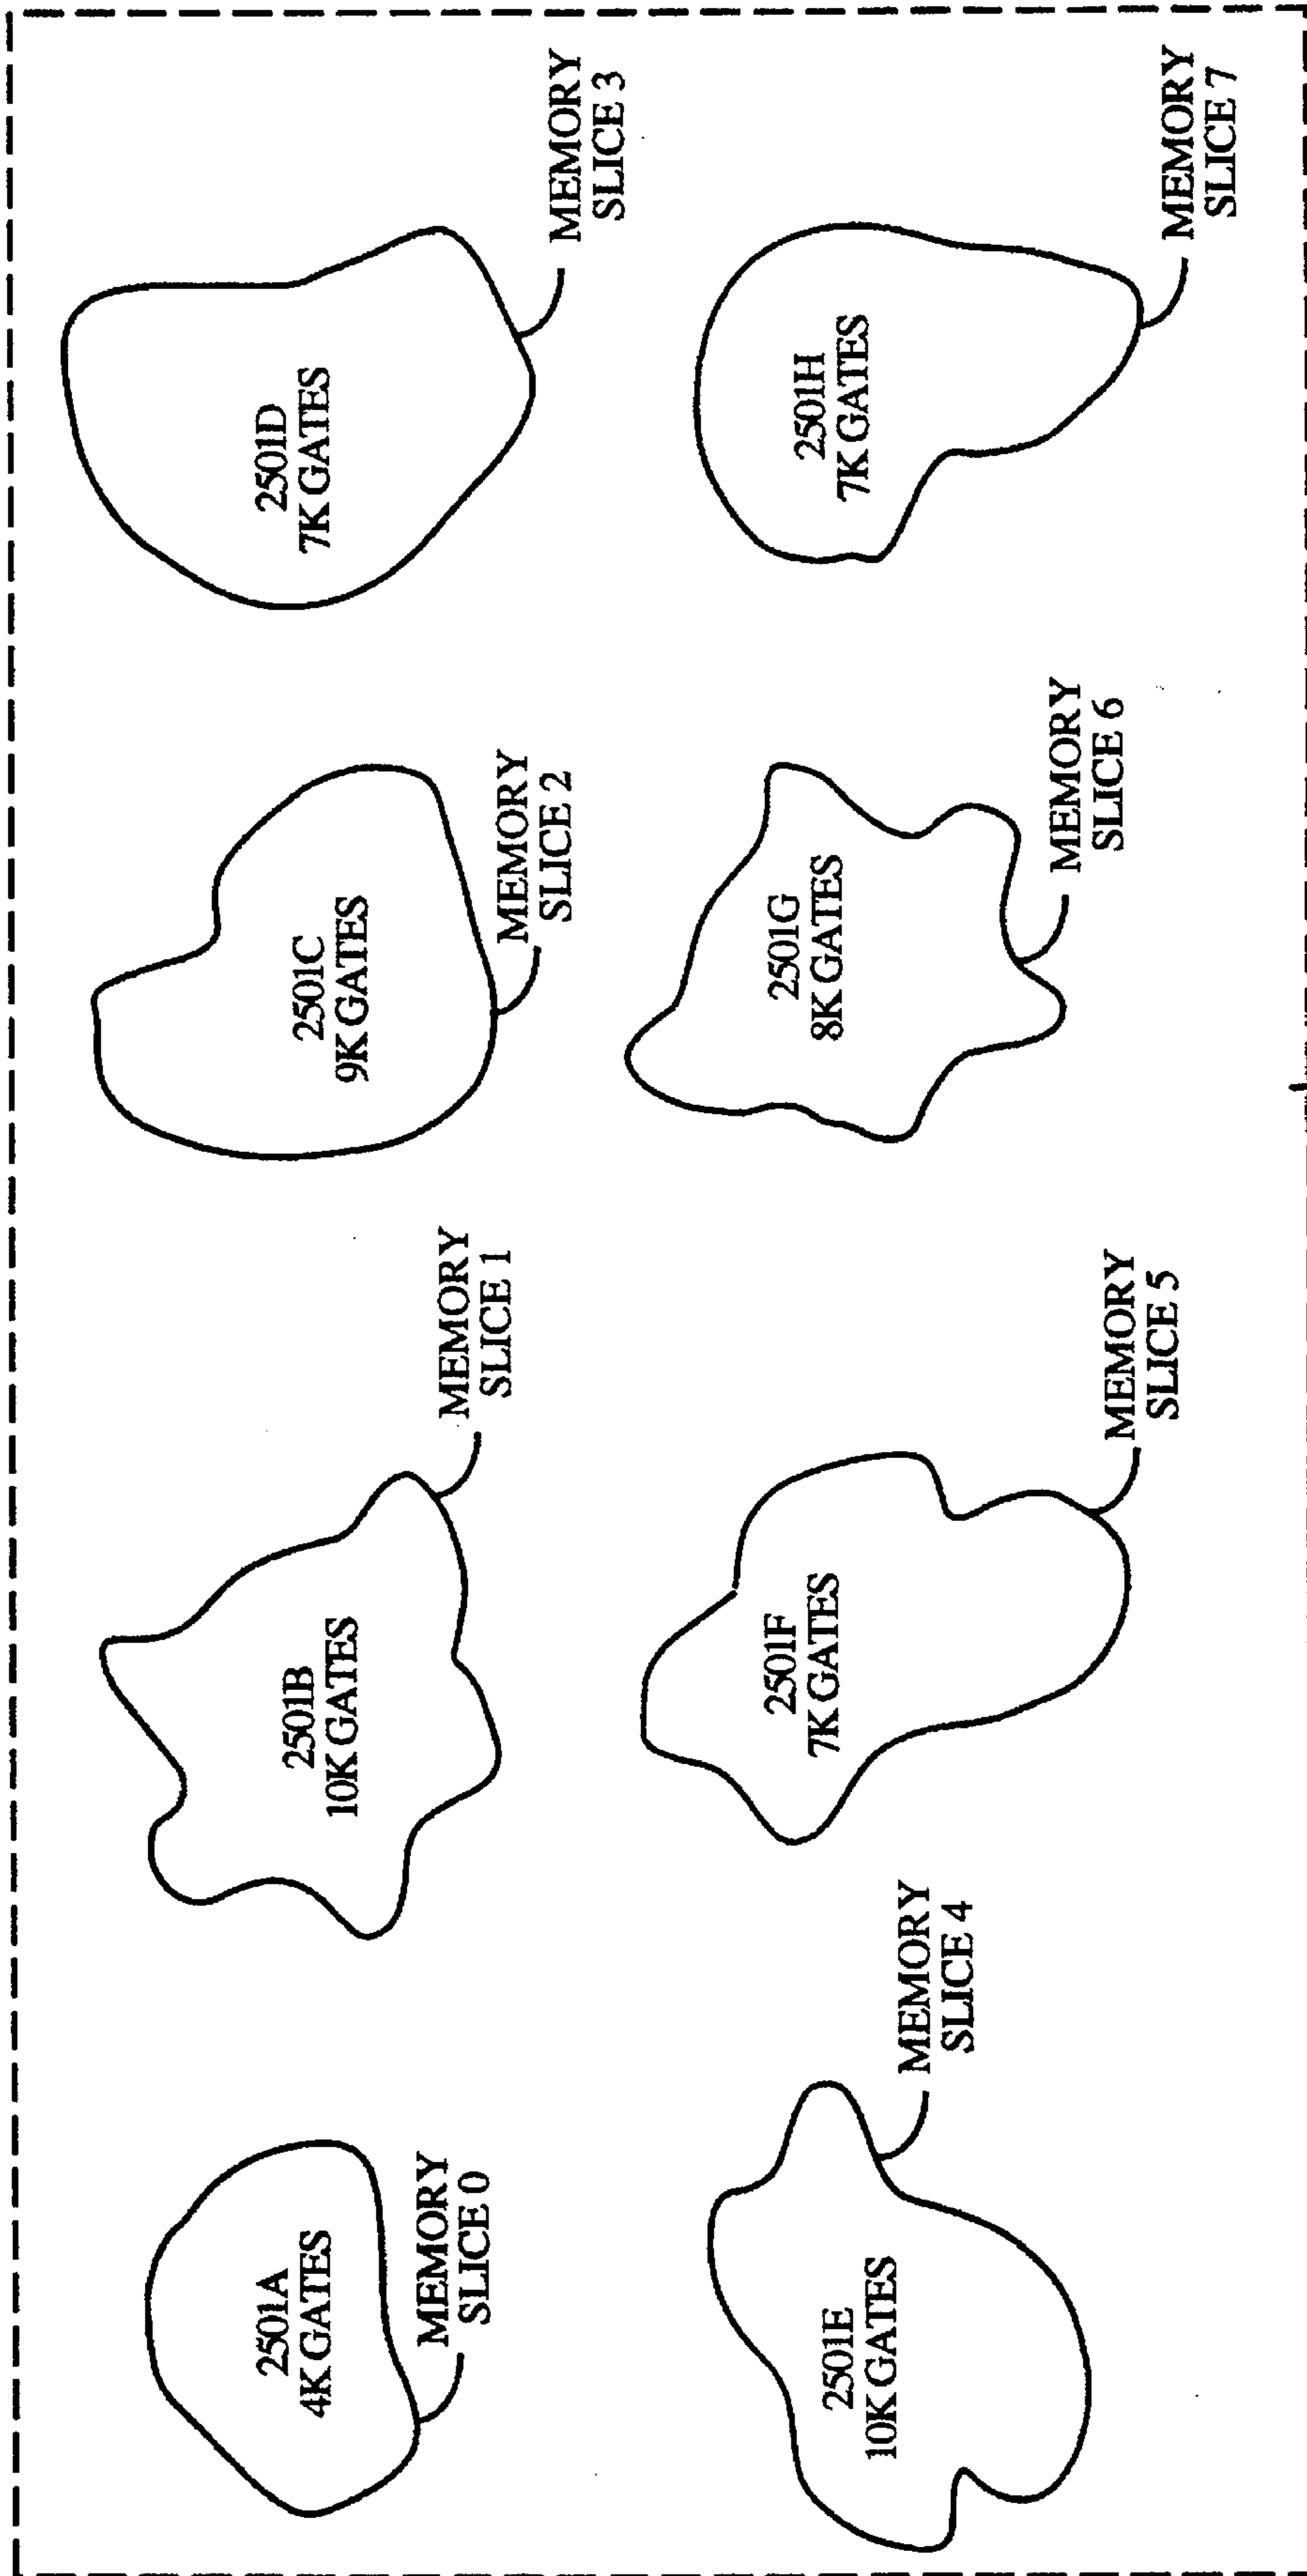 2501A
4K GATES
MEMORY
SLICE 0
2501B
10K GATES
MEMORY
SLICE 1
2501C
9K GATES
MEMORY
SLICE 2
2501D
7K GATES
MEMORY
SLICE 3
2501E
10K GATES
MEMORY
SLICE 4
2501F
7K GATES
MEMORY
SLICE 5
2501G
8K GATES
MEMORY
SLICE 6
2501H
7K GATES
MEMORY
SLICE 7